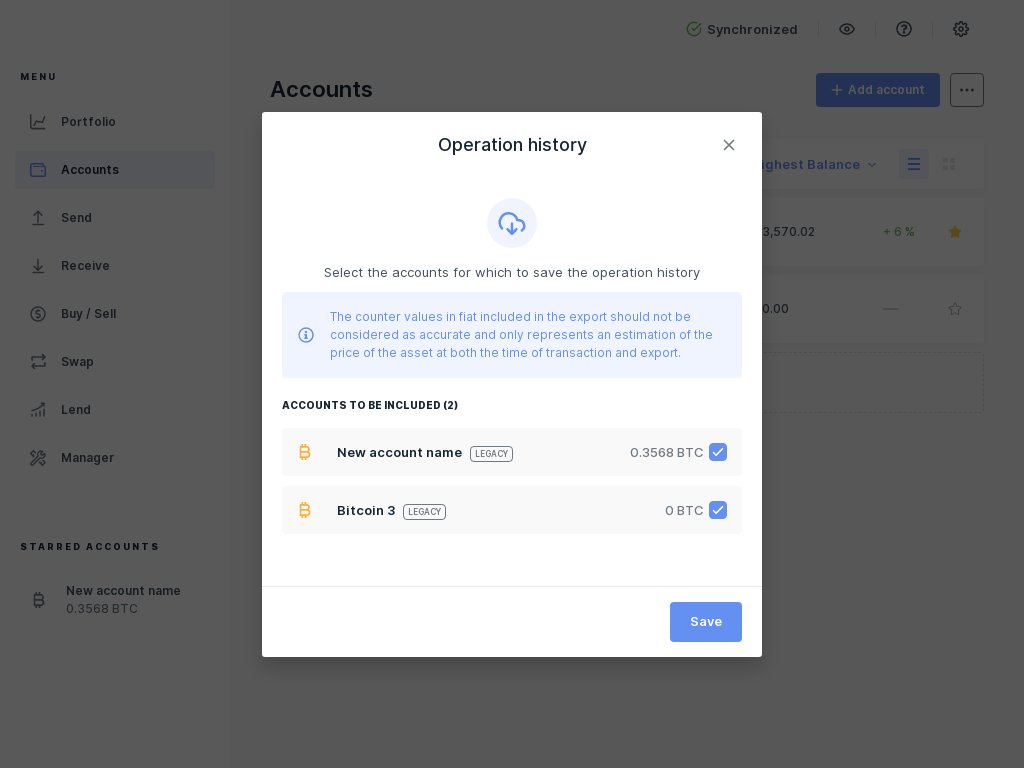 Synchronized
MENU
Portfolio
Accounts
Send
Receive
Buy / Sell
Swap
Lend
Manager
STARRED ACCOUNTS
New account name
0.3568 BTC
Accounts
Add account
Balance
3,570.02
+ 6 %
0.00
—
Operation history
Select the accounts for which to save the operation history
The counter values in fiat included in the export should not be
considered as accurate and only represents an estimation of the
price of the asset at both the time of transaction and export.
ACCOUNTS TO BE INCLUDED (2)
New account name LEGACY 0.3568 BTC
Bitcoin 3 LEGACY 0 BTC
Save